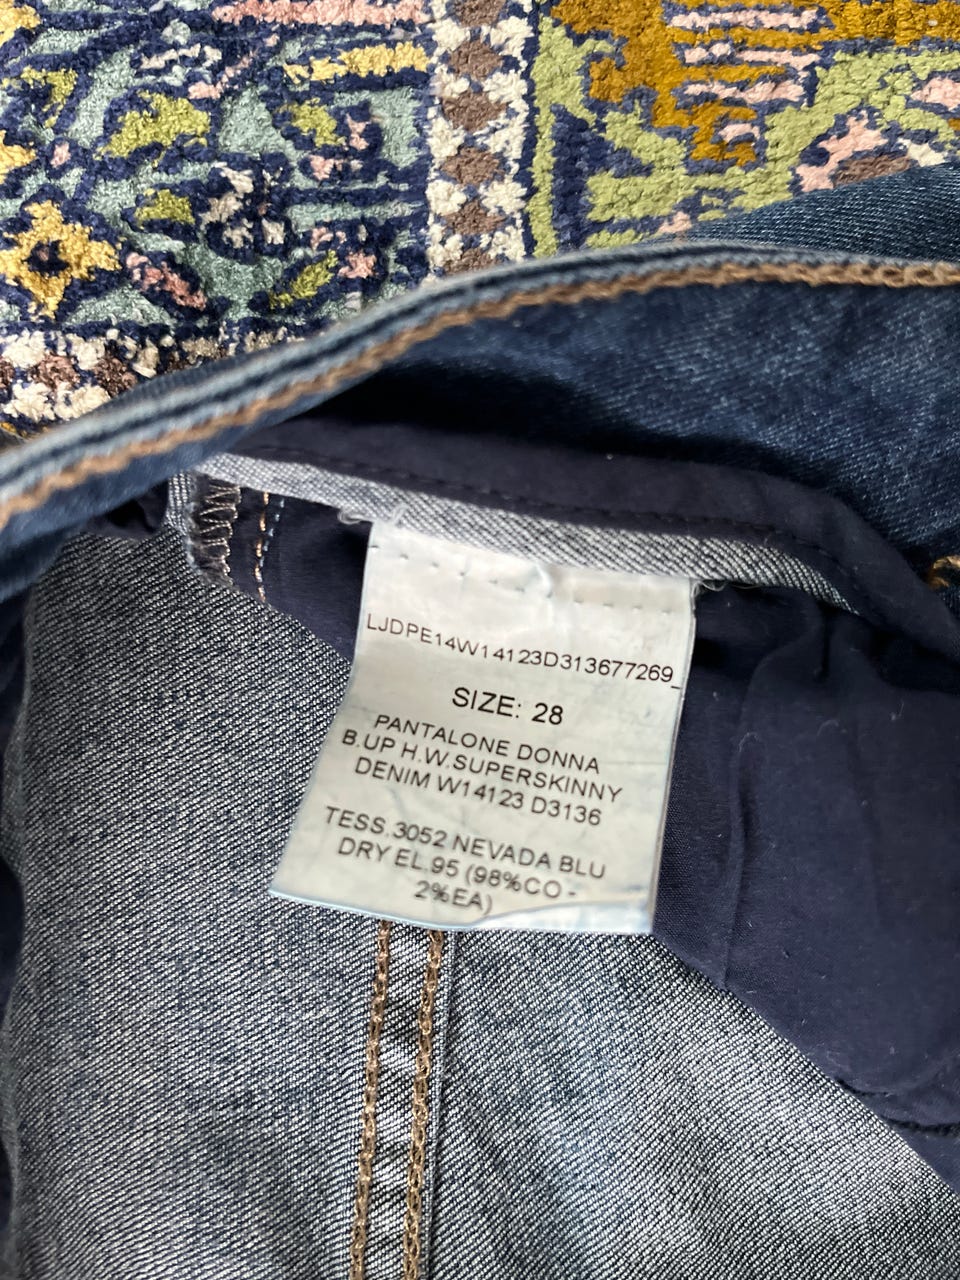 LJDPE14W14123D313677269_
SIZE: 28
PANTALONE DONNA
B.UP H.W.SUPERSKINNY
DENIM W14123 D3136
TESS.3052 NEVADA BLU
DRY EL.95 (98%CO -
2%EA)